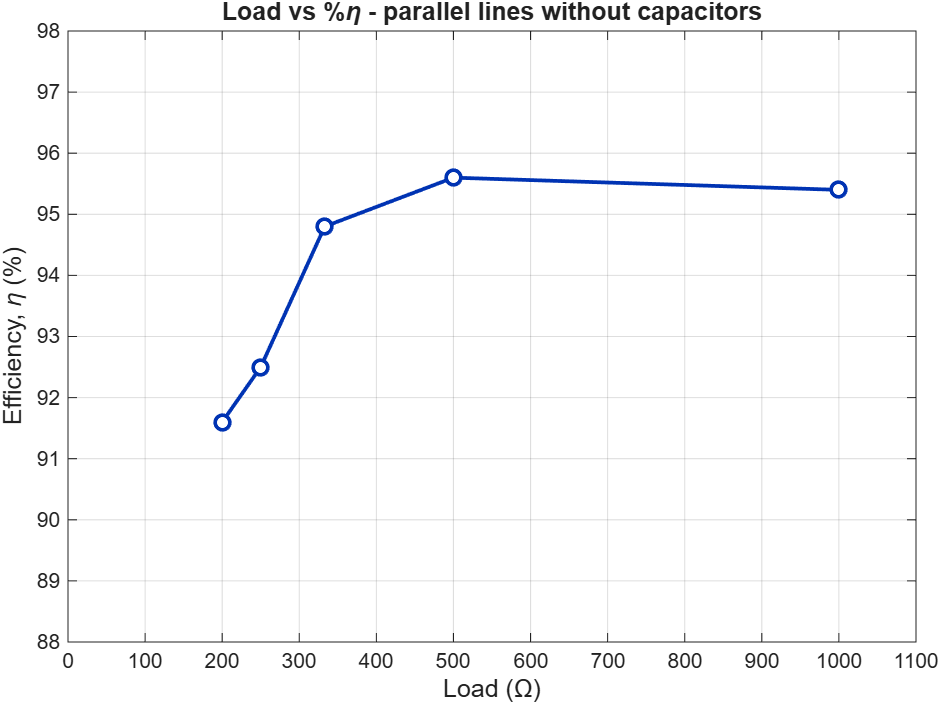 Load vs %η - parallel lines without capacitors
98
97
96
95
94
93
92
91
90
89
88
Efficiency, η (%)
0 100 200 300 400 500 600 700 800 900 1000 1100
Load (Ω)